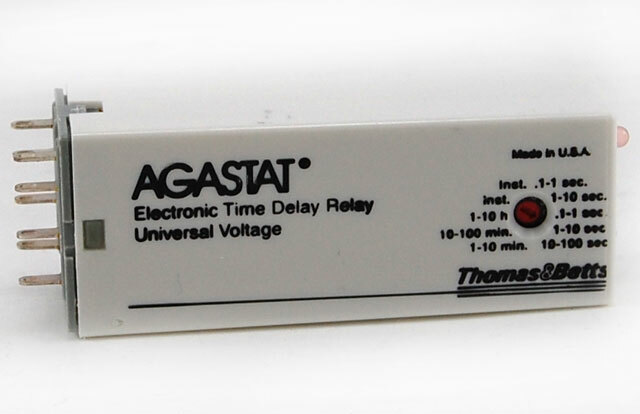 Made in U.S.A.
AGASTAT
Electronic Time Delay Relay
Universal Voltage
Inst. .1-1 sec.
inst. 1-10 sec.
1-10 h .1-1 sec.
10-100 min. 1-10 sec
1-10 min. 10-100 sec
Thomas&Betts